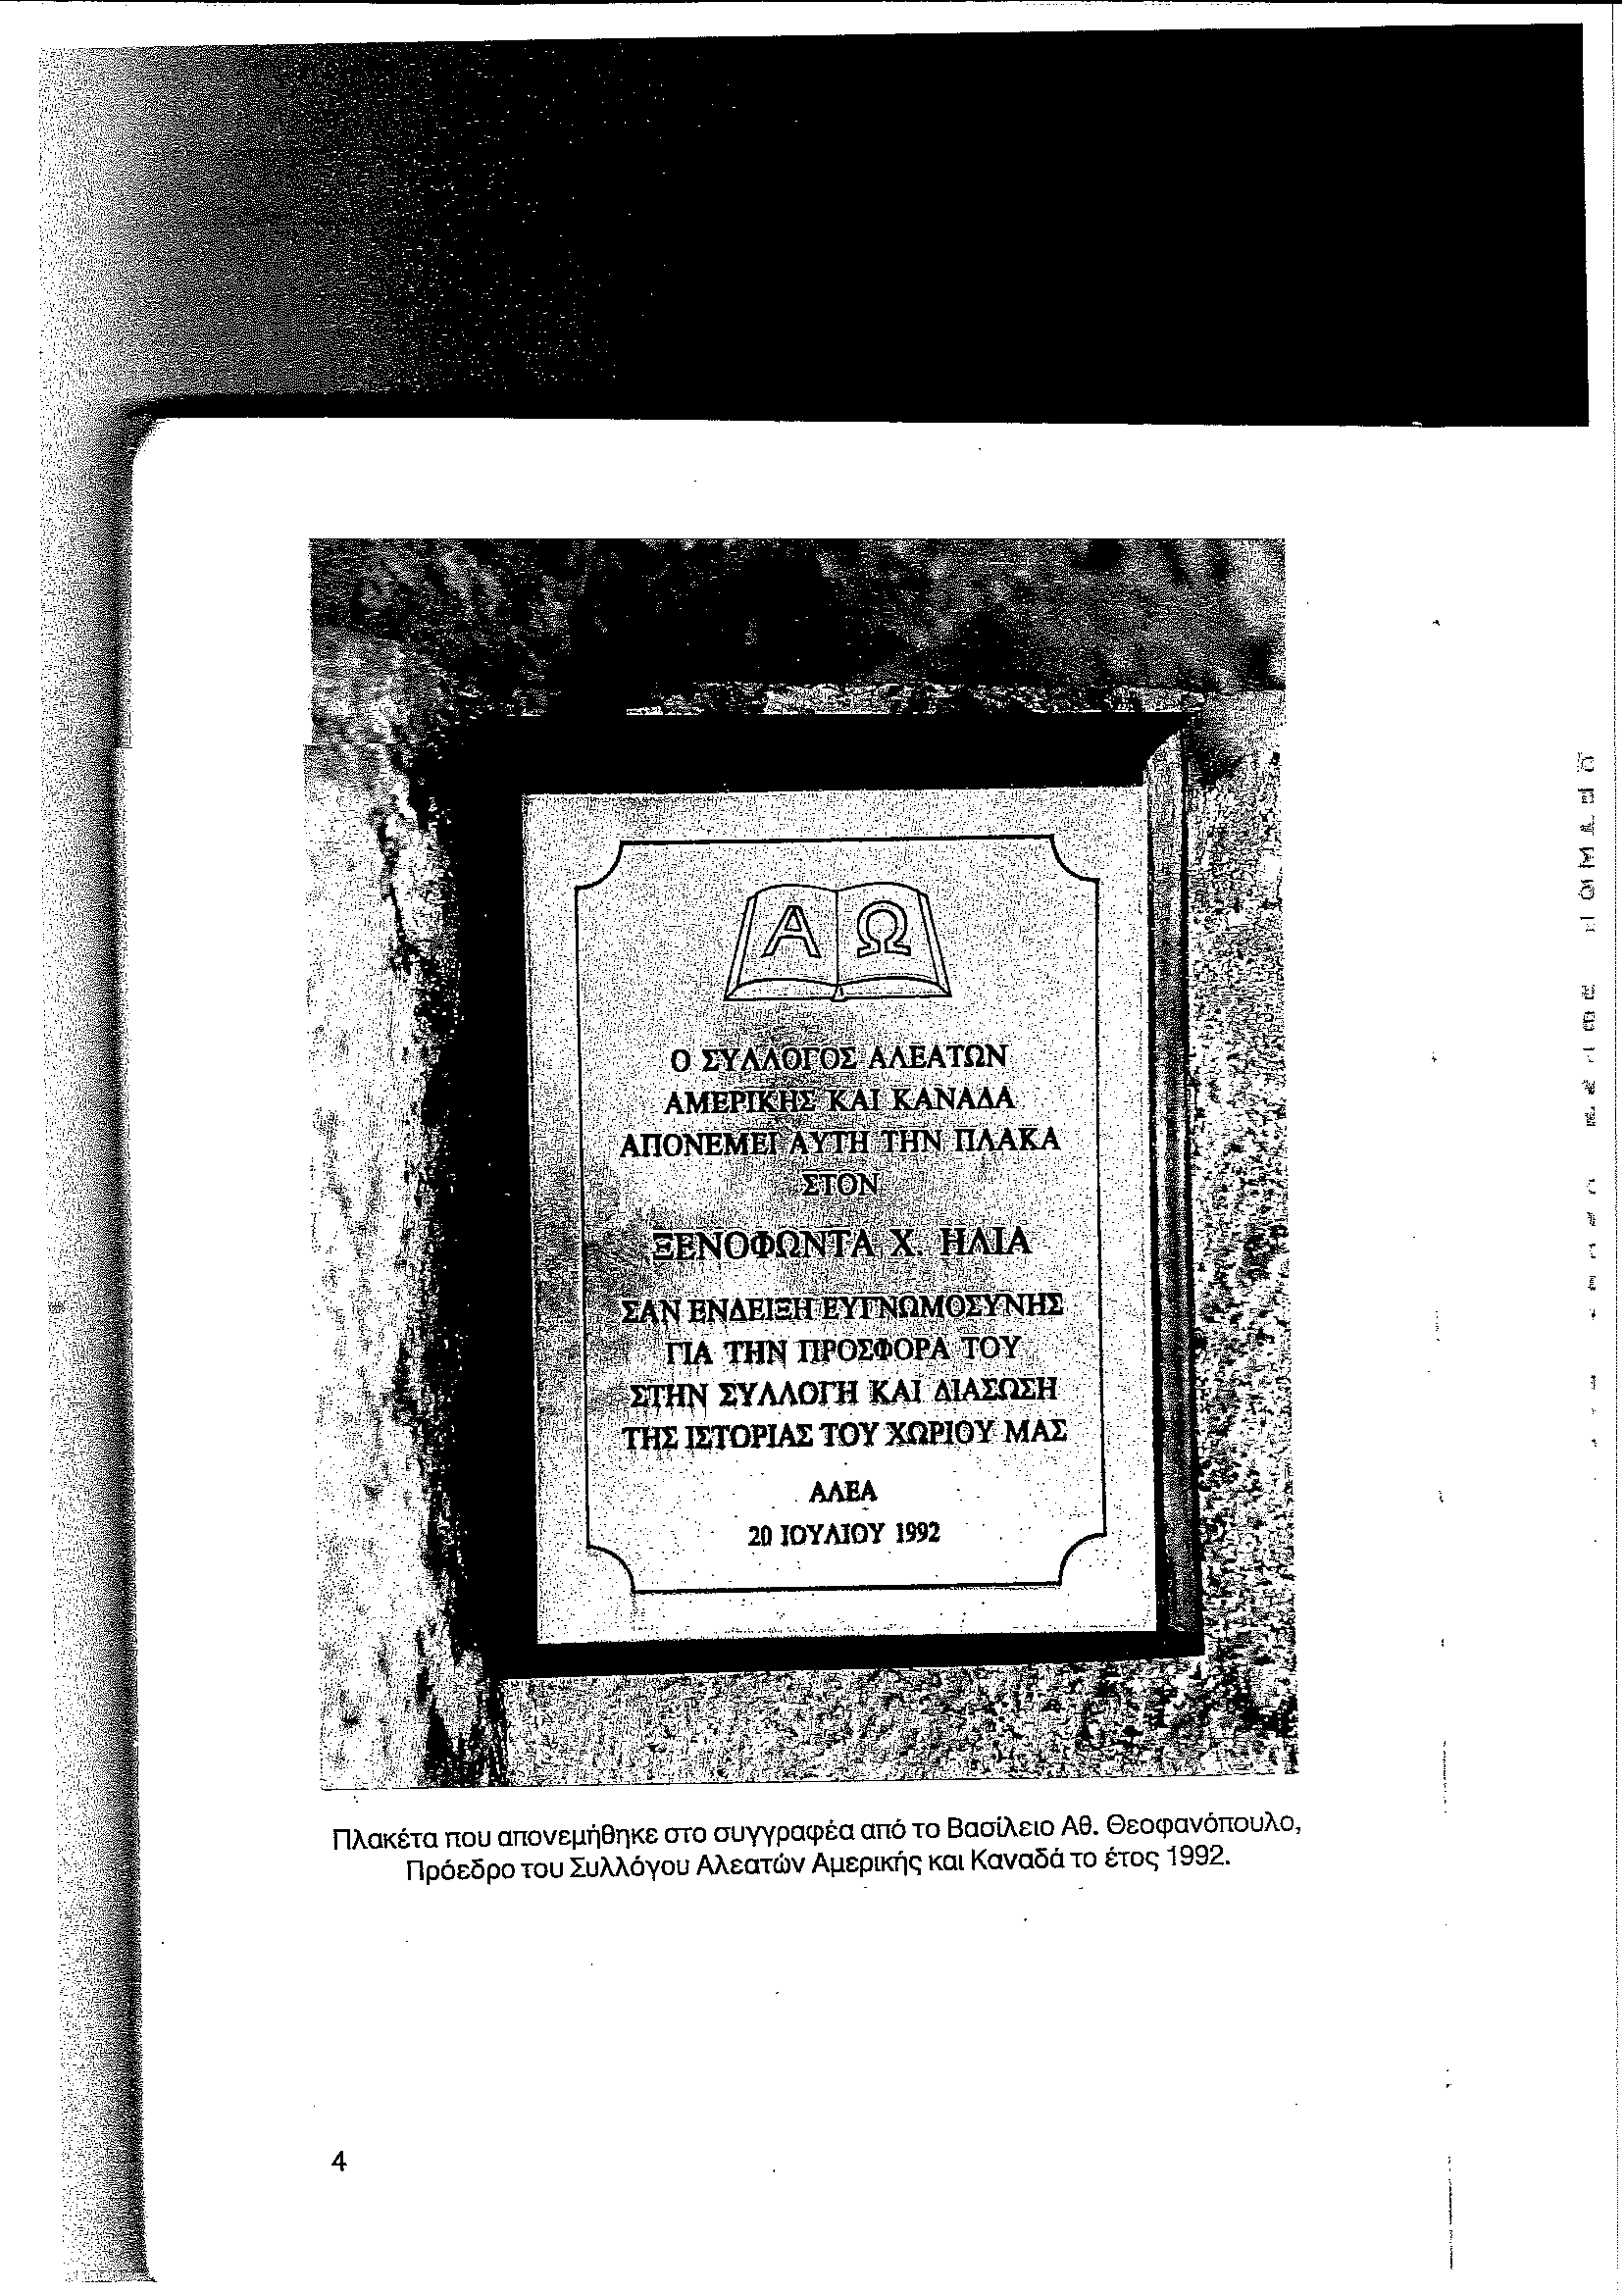 Α Ω
Ο ΣΥΛΛΟΓΟΣ ΑΛΕΑΤΩΝ
ΑΜΕΡΙΚΗΣ ΚΑΙ ΚΑΝΑΔΑ
ΑΠΟΝΕΜΕΙ ΑΥΤΗ ΤΗΝ ΠΛΑΚΑ
ΣΤΟΝ
ΞΕΝΟΦΩΝΤΑ Χ. ΗΛΙΑ
ΣΑΝ ΕΝΔΕΙΞΗ ΕΥΓΝΩΜΟΣΥΝΗΣ
ΓΙΑ ΤΗΝ ΠΡΟΣΦΟΡΑ ΤΟΥ
ΣΤΗΝ ΣΥΛΛΟΓΗ ΚΑΙ ΔΙΑΣΩΣΗ
ΤΗΣ ΙΣΤΟΡΙΑΣ ΤΟΥ ΧΩΡΙΟΥ ΜΑΣ
ΑΛΕΑ
20 ΙΟΥΛΙΟΥ 1992
Πλακέτα που απονεμήθηκε στο συγγραφέα από το Βασίλειο Αθ. Θεοφανόπουλο,
Πρόεδρο του Συλλόγου Αλεατών Αμερικής και Καναδά το έτος 1992.
4